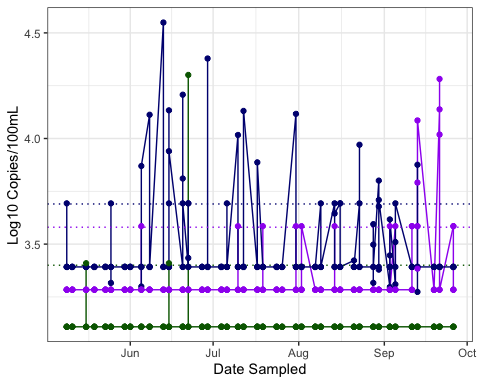 Log10 Copies/100mL
4.5
4.0
3.5
Jun Jul Aug Sep Oct
Date Sampled